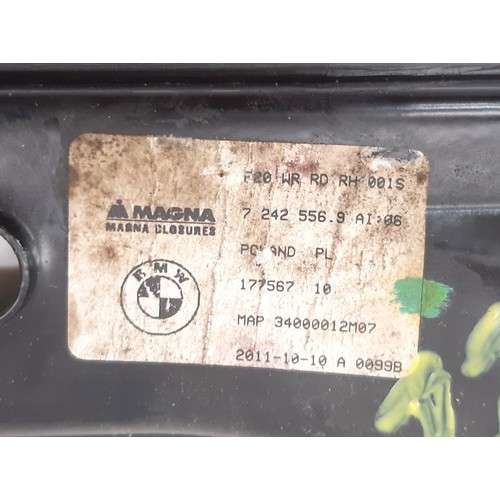 F20 WR RD RH 001S
MAGNA
MAGNA CLOSURES
7 242 556.9 AI:06
PL
BMW
177567 10
MAP 34000012M07
2011-10-10 A 0099B